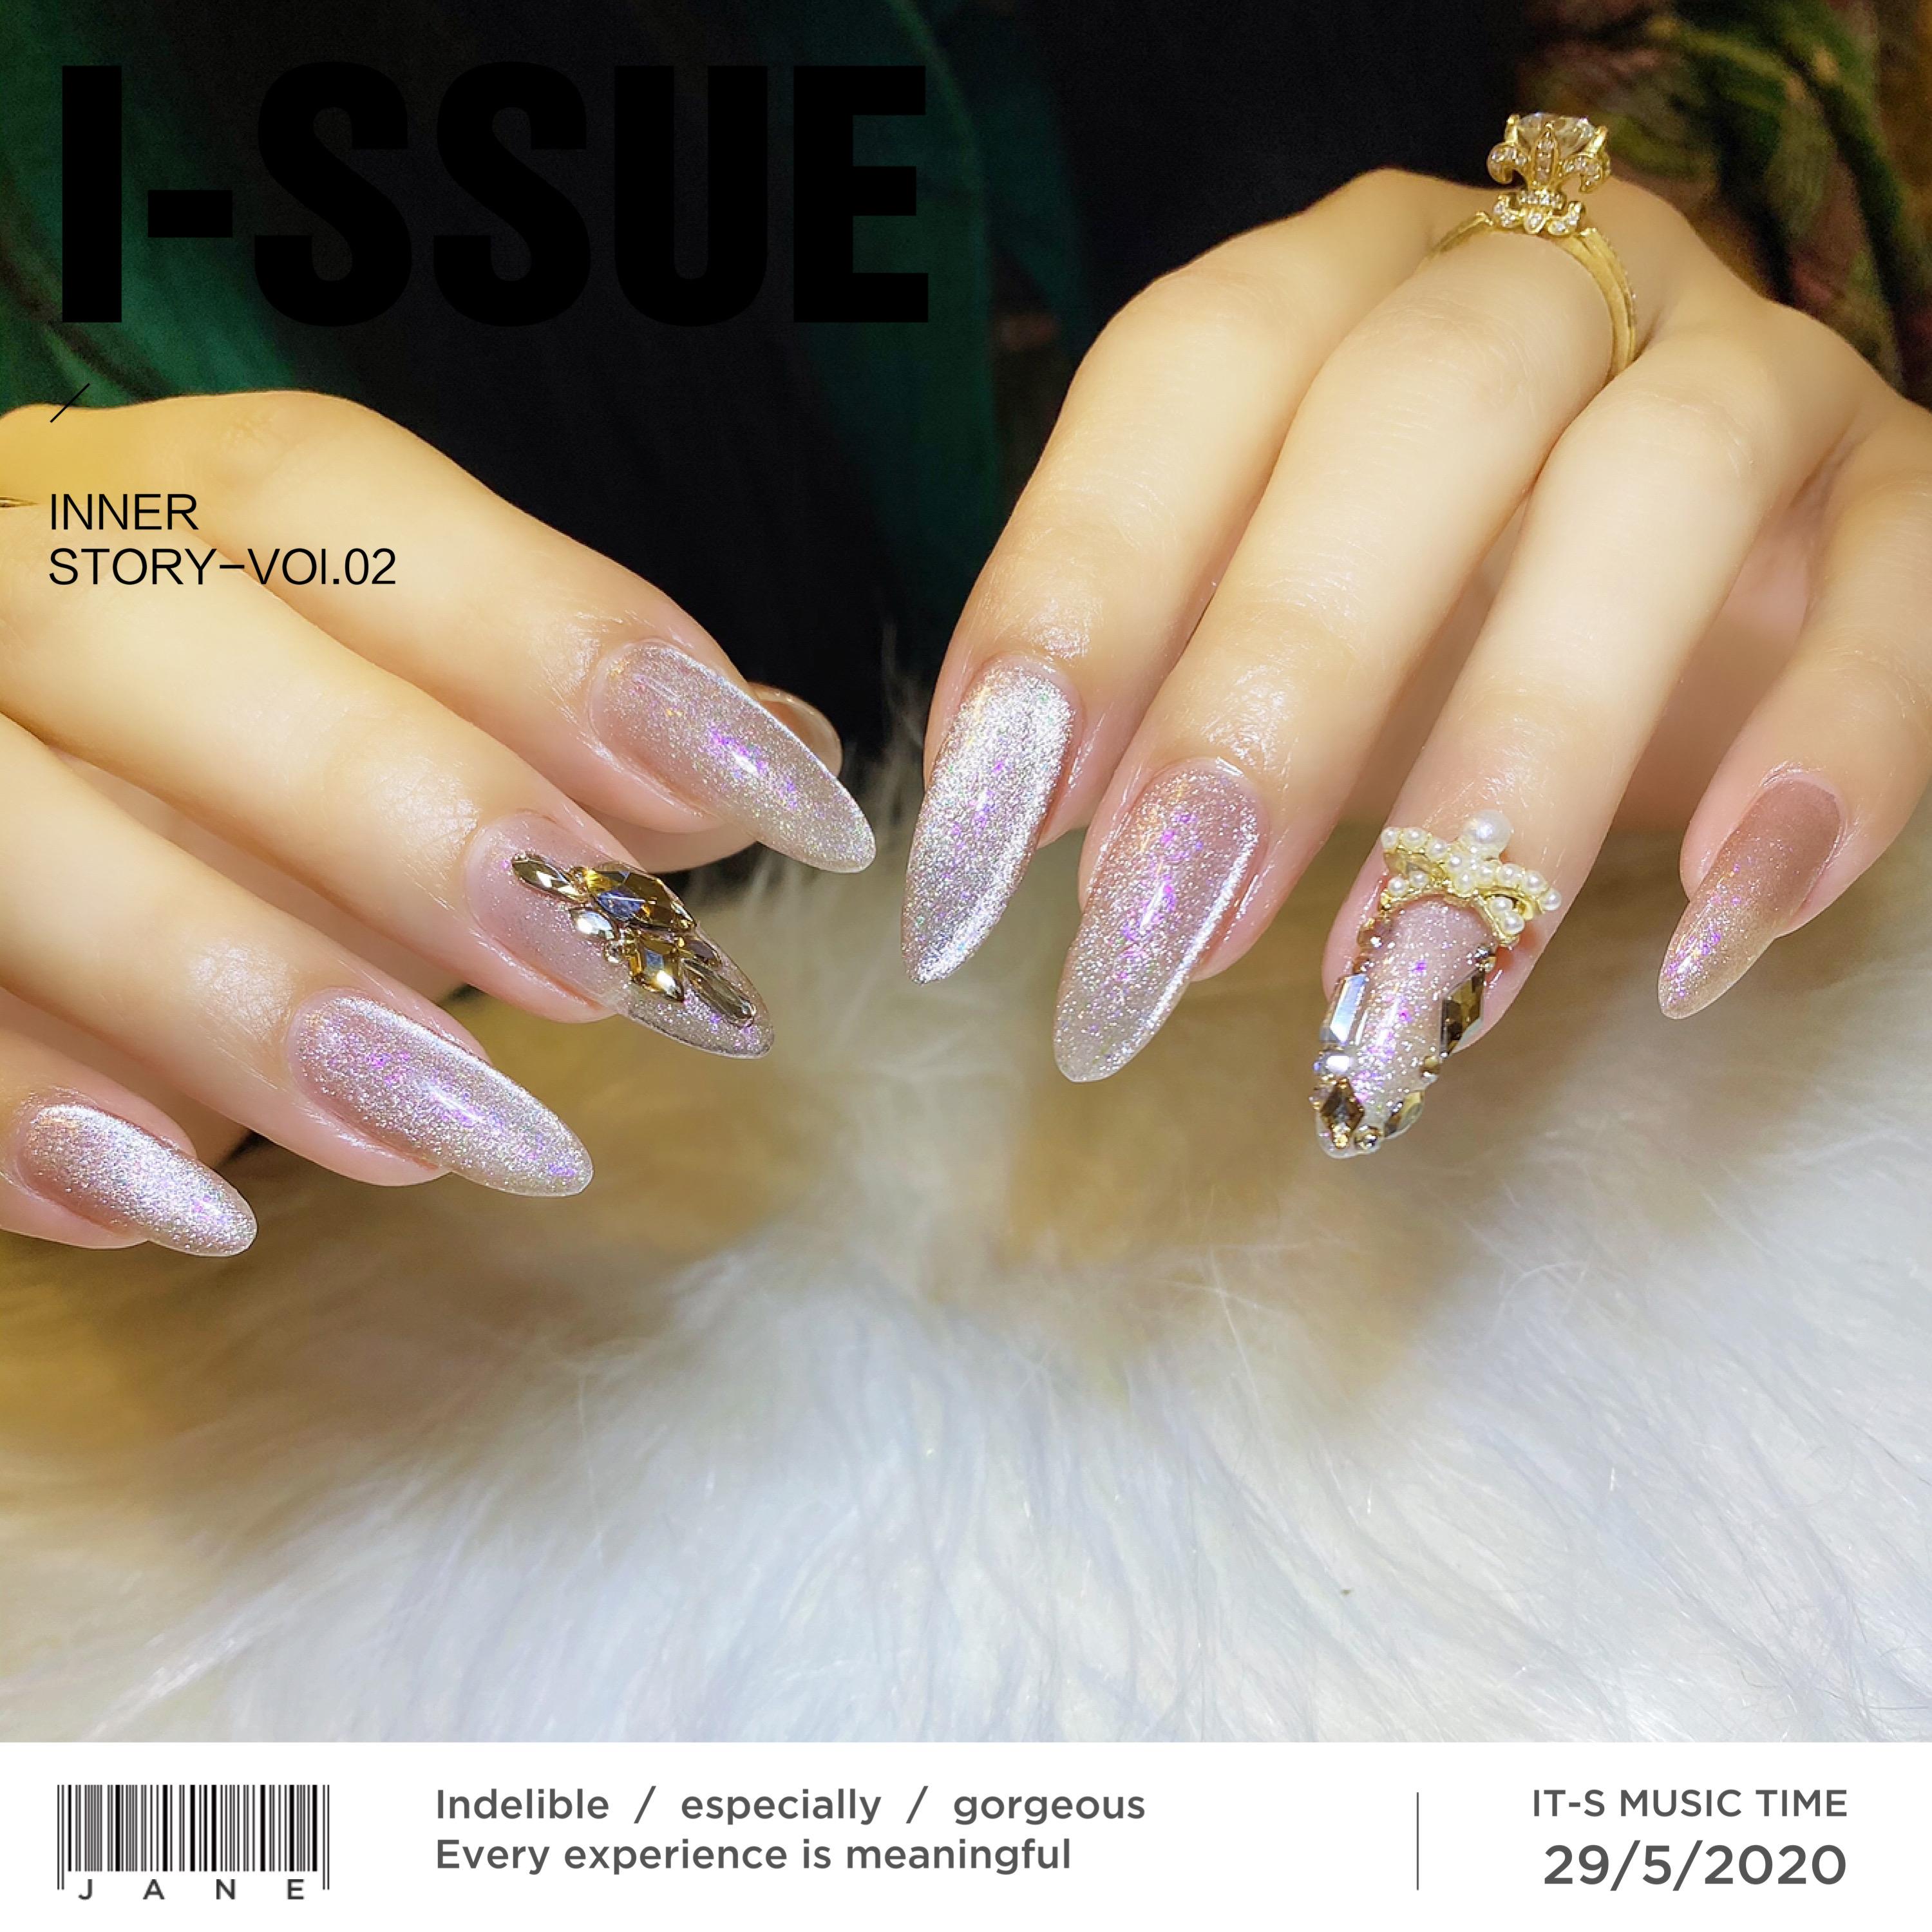 I-SSUE
INNER
STORY-VOl.02
Indelible / especially / gorgeous
Every experience is meaningful
JANE
IT-S MUSIC TIME
29/5/2020